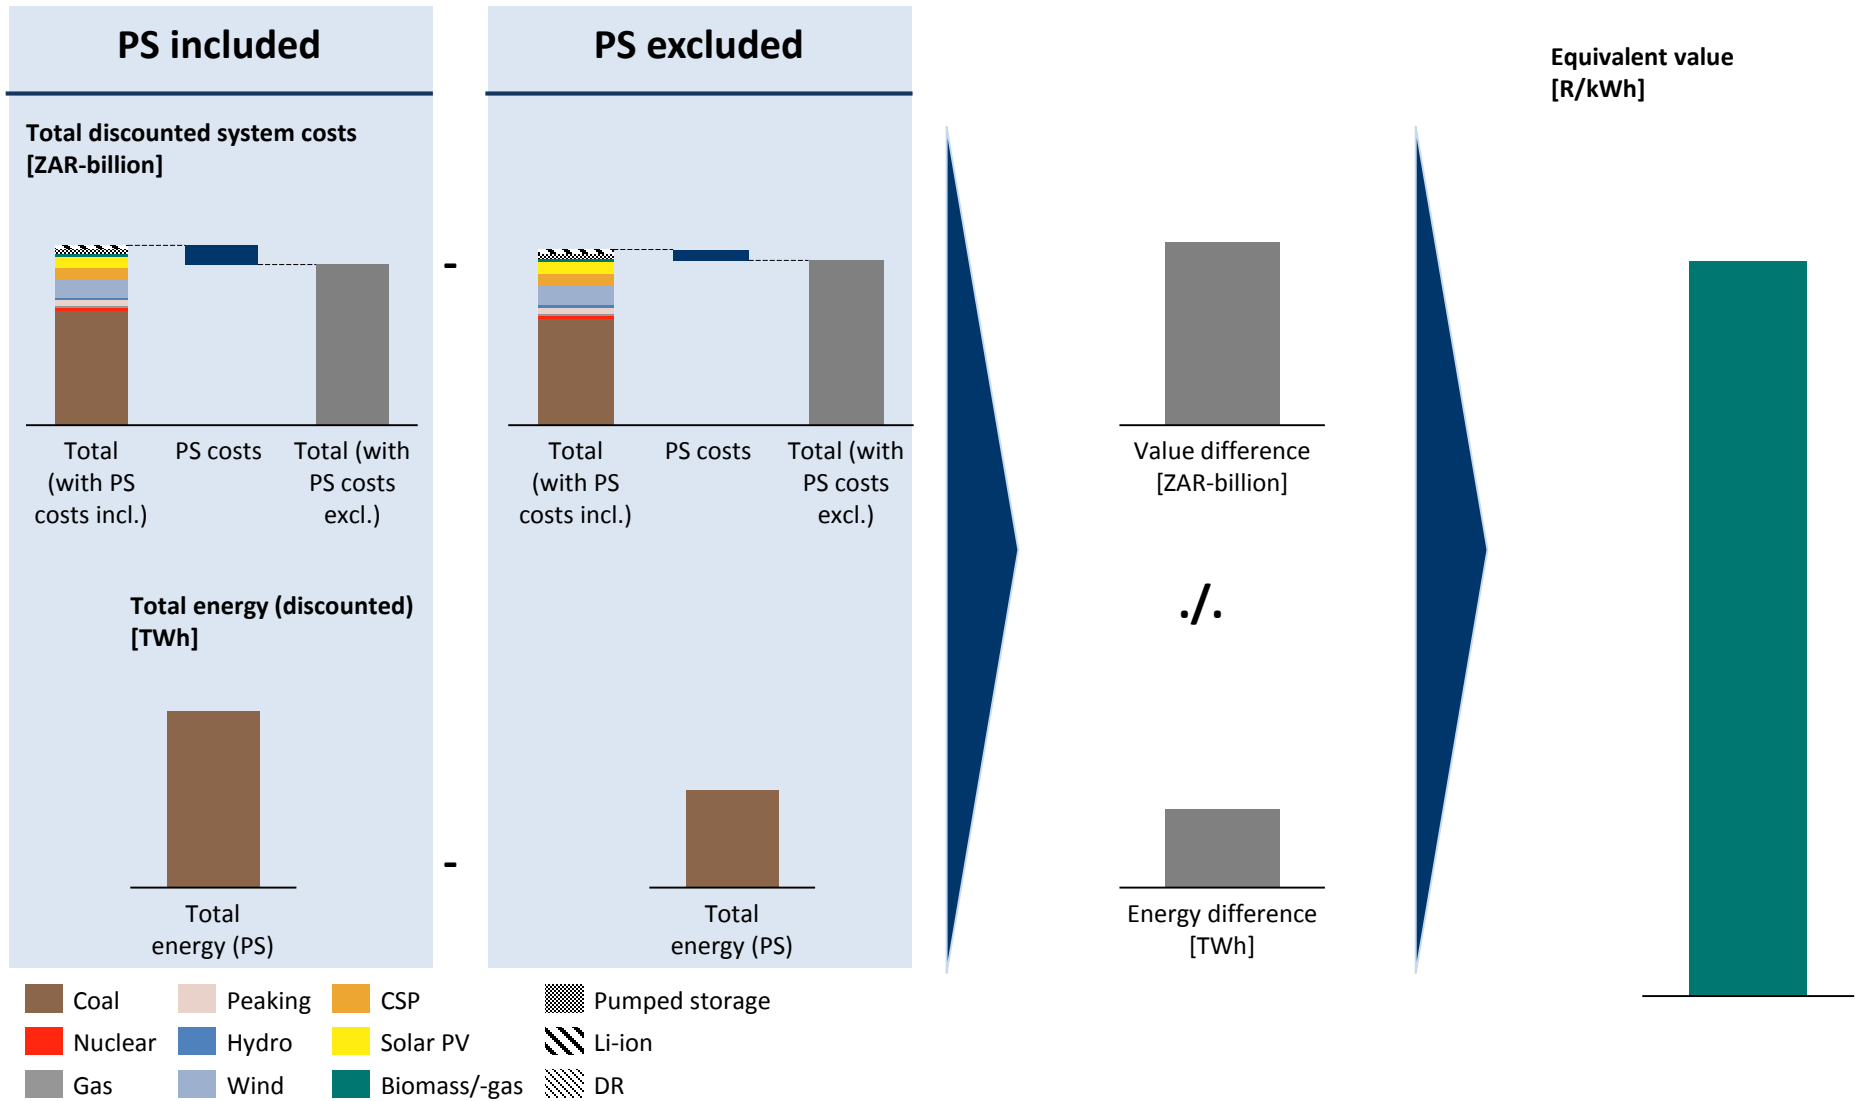 PS included
PS excluded
Equivalent value
[R/kWh]
Total discounted system costs
[ZAR-billion]
-
Total
(with PS
costs incl.)
PS costs
Total (with
PS costs
excl.)
Total
(with PS
costs incl.)
PS costs
Total (with
PS costs
excl.)
Value difference
[ZAR-billion]
./.
Total energy (discounted)
[TWh]
-
Total
energy (PS)
Total
energy (PS)
Energy difference
[TWh]
Coal
Peaking
CSP
Pumped storage
Nuclear
Hydro
Solar PV
Li-ion
Gas
Wind
Biomass/-gas
DR